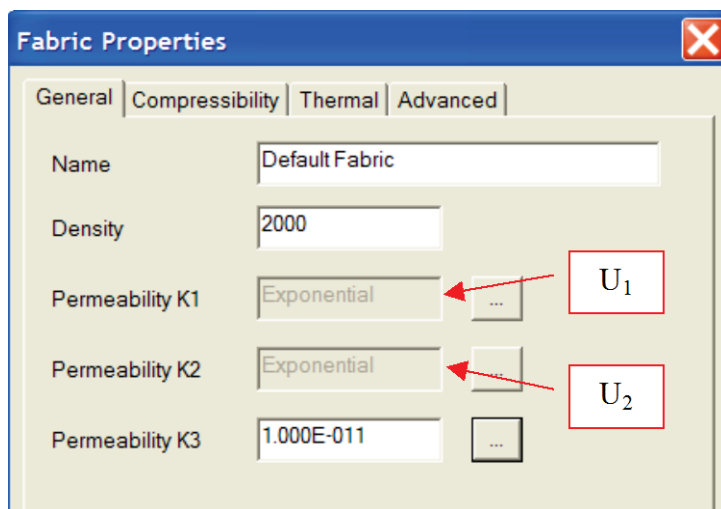 Fabric Properties
General Compressibility Thermal Advanced
Name Default Fabric
Density 2000
Permeability K1 Exponential ... U₁
Permeability K2 Exponential ... U₂
Permeability K3 1.000E-011 ...